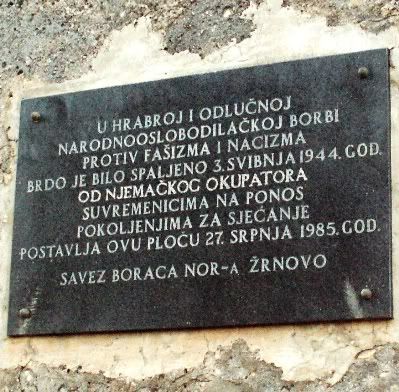 U HRABROJ I ODLUČNOJ
NARODNOOSLOBODILAČKOJ BORBI
PROTIV FAŠIZMA I NACIZMA
BRDO JE BILO SPALJENO 3. SVIBNJA 1944. GOD.
OD NJEMAČKOG OKUPATORA
SUVREMENICIMA NA PONOS
POKOLJENJIMA ZA SJEĆANJE
POSTAVLJA OVU PLOČU 27. SRPNJA 1985. GOD.
SAVEZ BORACA NOR-A ŽRNOVO